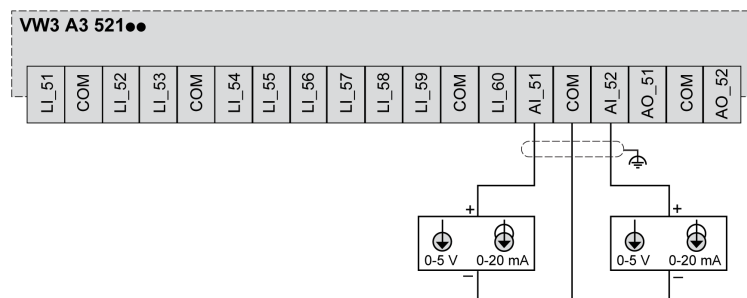 VW3 A3 521●●
LI_51 COM LI_52 LI_53 COM LI_54 LI_55 LI_56 LI_57 LI_58 LI_59 COM LI_60 AI_51 COM AI_52 AO_51 COM AO_52
+ +
0-5 V 0-20 mA 0-5 V 0-20 mA
− −